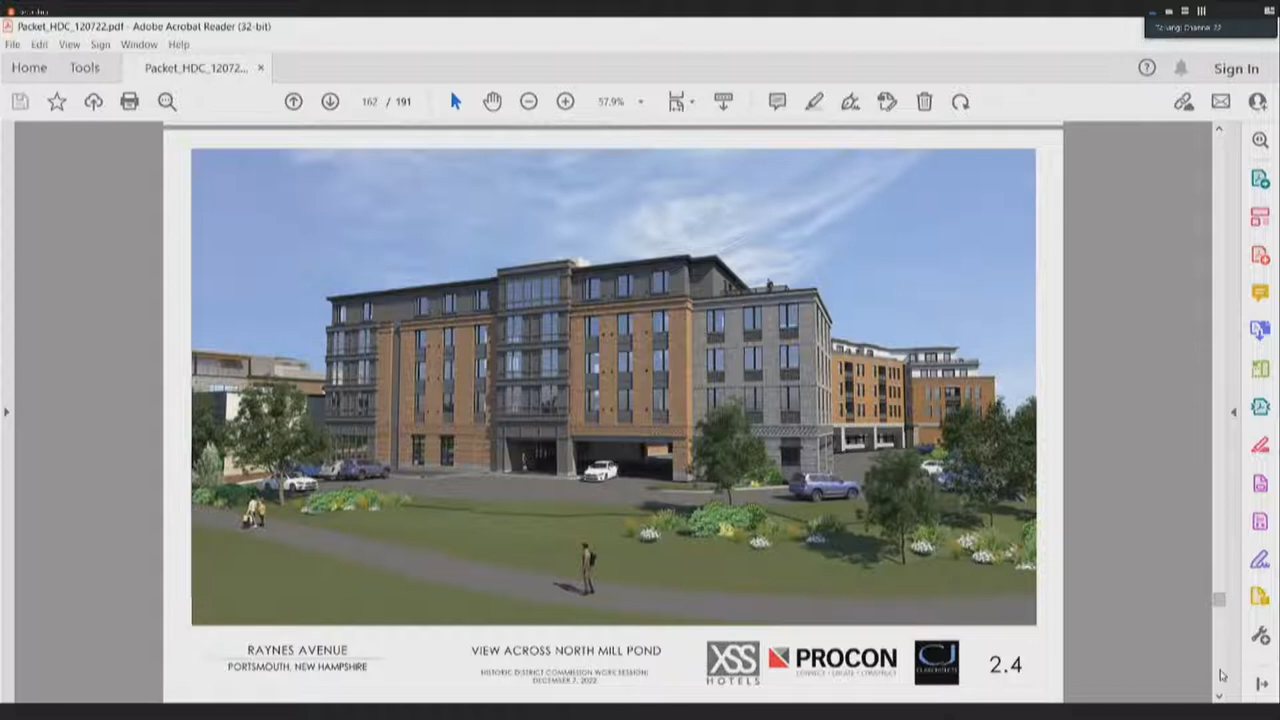 Packet_HDC_120722.pdf - Adobe Acrobat Reader (32-bit)
File Edit View Sign Window Help
Home Tools Packet_HDC_12072... ×
Sign In
162 / 191
57.9%
RAYNES AVENUE
PORTSMOUTH, NEW HAMPSHIRE
VIEW ACROSS NORTH MILL POND
HISTORIC DISTRICT COMMISSION WORK SESSION
DECEMBER 7, 2022
XSS
HOTELS
PROCON
CJ
2.4